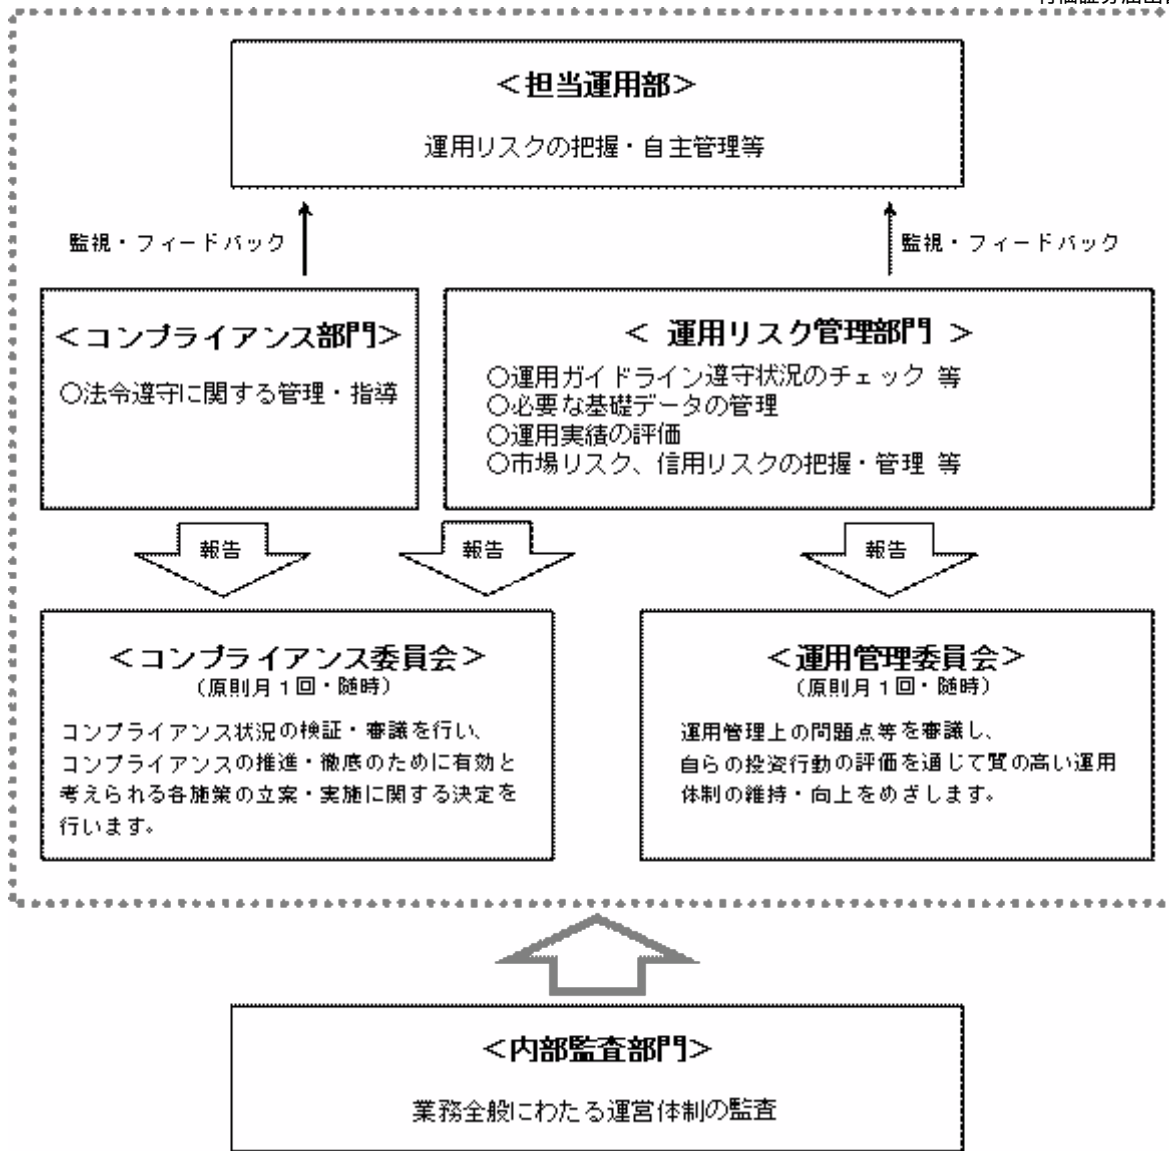 ＜担当運用部＞
運用リスクの把握・自主管理等
監視・フィードバック
監視・フィードバック
＜コンプライアンス部門＞
○法令遵守に関する管理・指導
＜ 運用リスク管理部門 ＞
○運用ガイドライン遵守状況のチェック 等
○必要な基礎データの管理
○運用実績の評価
○市場リスク、信用リスクの把握・管理 等
報告
報告
報告
＜コンプライアンス委員会＞
（原則月１回・随時）
コンプライアンス状況の検証・審議を行い、
コンプライアンスの推進・徹底のために有効と
考えられる各施策の立案・実施に関する決定を
行います。
＜運用管理委員会＞
（原則月１回・随時）
運用管理上の問題点等を審議し、
自らの投資行動の評価を通じて質の高い運用
体制の維持・向上をめざします。
＜内部監査部門＞
業務全般にわたる運営体制の監査